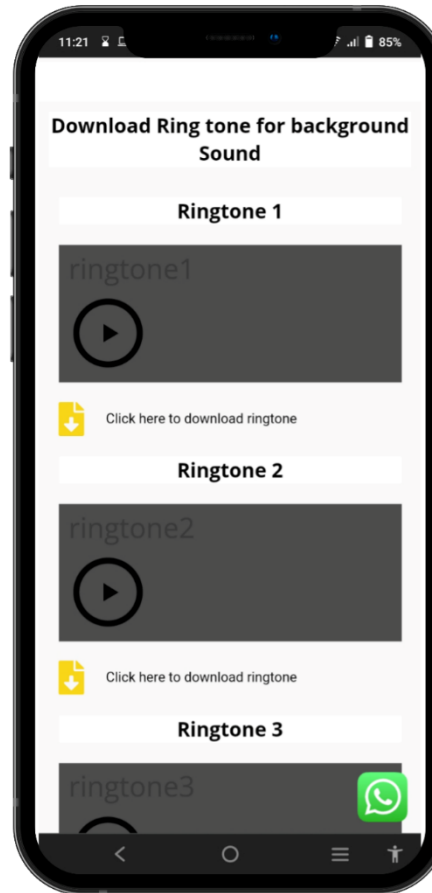 11:21
85%
Download Ring tone for background
Sound
Ringtone 1
ringtone1
Click here to download ringtone
Ringtone 2
ringtone2
Click here to download ringtone
Ringtone 3
ringtone3